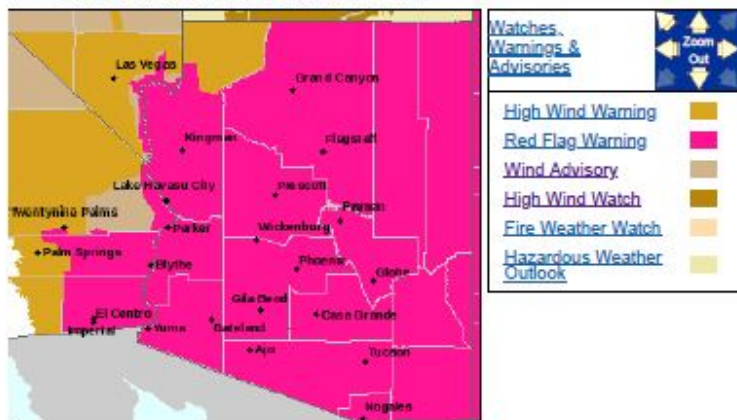 Las Vegas
Grand Canyon
Kingman
Flagstaff
Lake Havasu City
Prescott
Payson
Twentynine Palms
Parker
Wickenburg
Palm Springs
Blythe
Phoenix
Globe
Gila Bend
El Centro
Imperial
Yuma
Dateland
Casa Grande
Ajo
Tucson
Nogales
Watches,
Warnings &
Advisories
Zoom
Out
High Wind Warning
Red Flag Warning
Wind Advisory
High Wind Watch
Fire Weather Watch
Hazardous Weather
Outlook